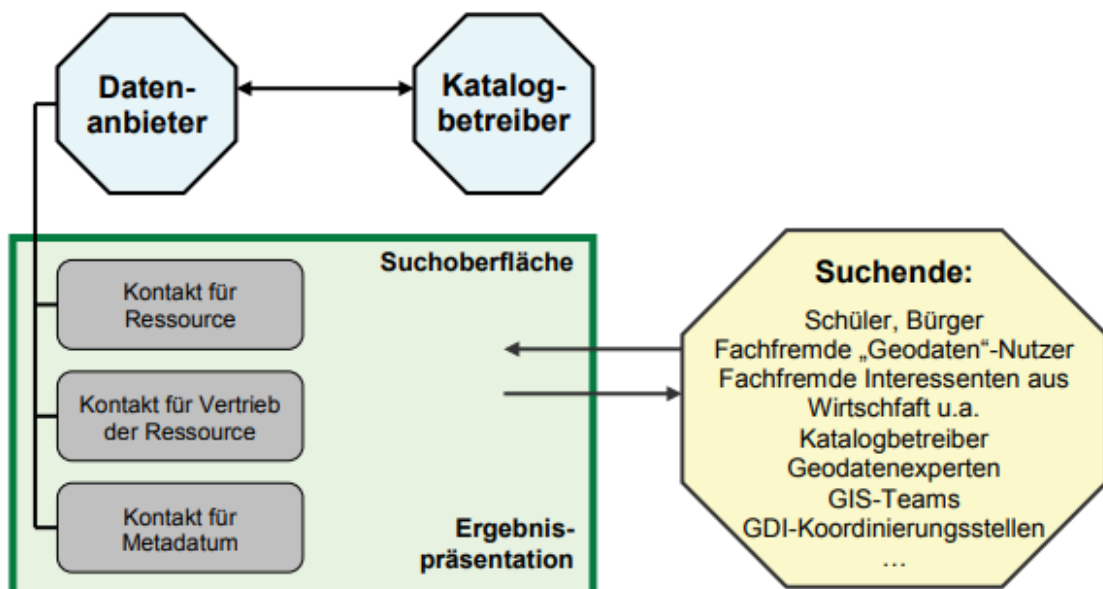 Daten-
anbieter
Katalog-
betreiber
Suchoberfläche
Kontakt für
Ressource
Kontakt für Vertrieb
der Ressource
Kontakt für
Metadatum
Ergebnis-
präsentation
Suchende:
Schüler, Bürger
Fachfremde „Geodaten“-Nutzer
Fachfremde Interessenten aus
Wirtschfaft u.a.
Katalogbetreiber
Geodatenexperten
GIS-Teams
GDI-Koordinierungsstellen
…